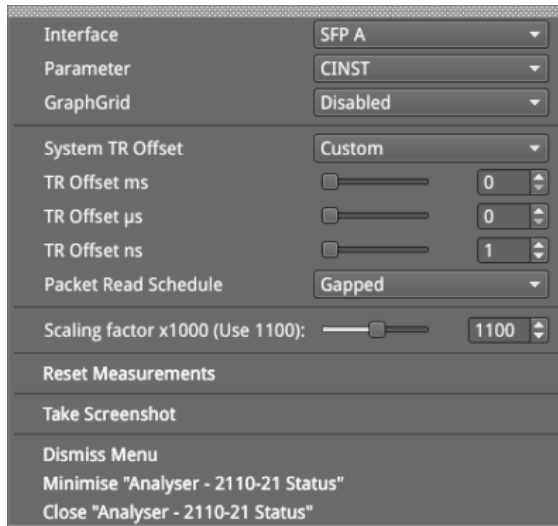 Interface SFP A
Parameter CINST
GraphGrid Disabled
System TR Offset Custom
TR Offset ms 0
TR Offset µs 0
TR Offset ns 1
Packet Read Schedule Gapped
Scaling factor x1000 (Use 1100): 1100
Reset Measurements
Take Screenshot
Dismiss Menu
Minimise "Analyser - 2110-21 Status"
Close "Analyser - 2110-21 Status"